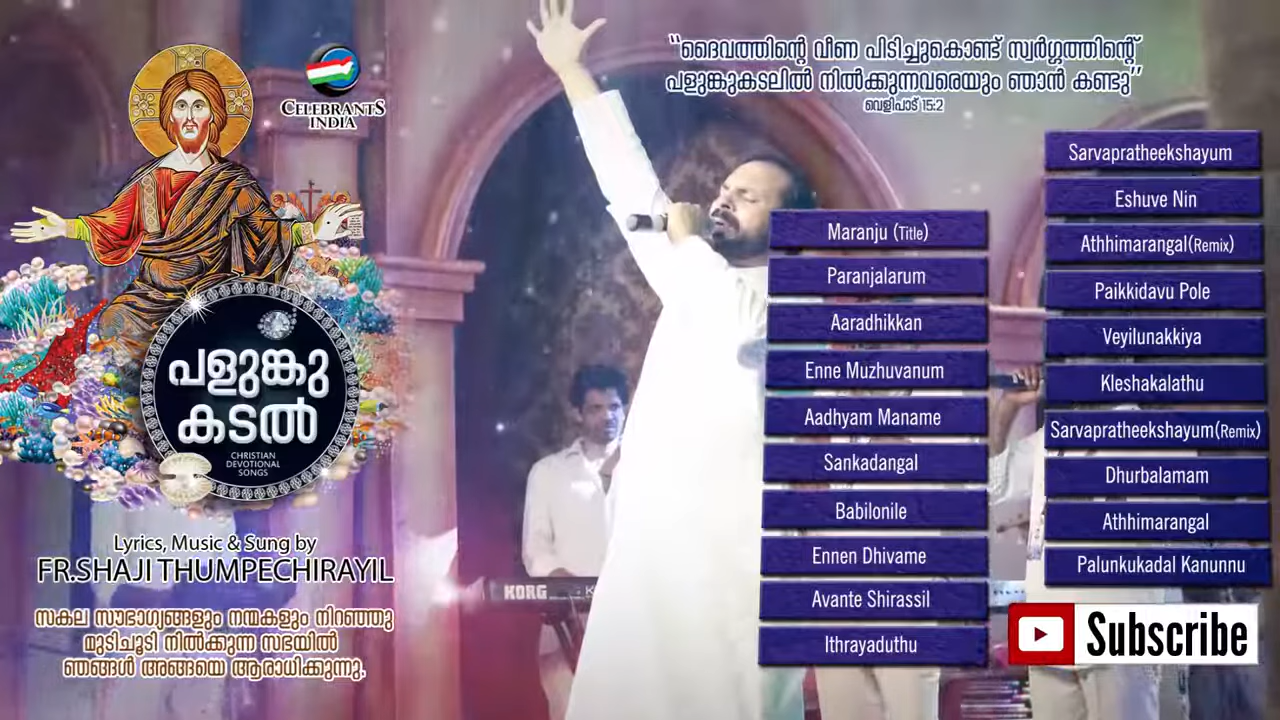 “ദൈവത്തിന്റെ വീണ പിടിച്ചുകൊണ്ട് സ്വർഗ്ഗത്തിന്റെ
പളുങ്കുകടലിൽ നിൽക്കുന്നവരെയും ഞാൻ കണ്ടു”
വെളിപാട് 15:2
CELEBRANTS
INDIA
പളുങ്കു
കടൽ
CHRISTIAN
DEVOTIONAL
SONGS
Lyrics, Music & Sung by
FR.SHAJI THUMPECHIRAYIL
സകല സൗഭാഗ്യങ്ങളും നന്മകളും നിറഞ്ഞു
മുടിചൂടി നിൽക്കുന്ന സഭയിൽ
ഞങ്ങൾ അങ്ങയെ ആരാധിക്കുന്നു.
KORG
Maranju (Title)
Paranjalarum
Aaradhikkan
Enne Muzhuvanum
Aadhyam Maname
Sankadangal
Babilonile
Ennen Dhivame
Avante Shirassil
Ithrayaduthu
Sarvapratheekshayum
Eshuve Nin
Athhimarangal(Remix)
Paikkidavu Pole
Veyilunakkiya
Kleshakalathu
Sarvapratheekshayum(Remix)
Dhurbalamam
Athhimarangal
Palunkukadal Kanunnu
Subscribe